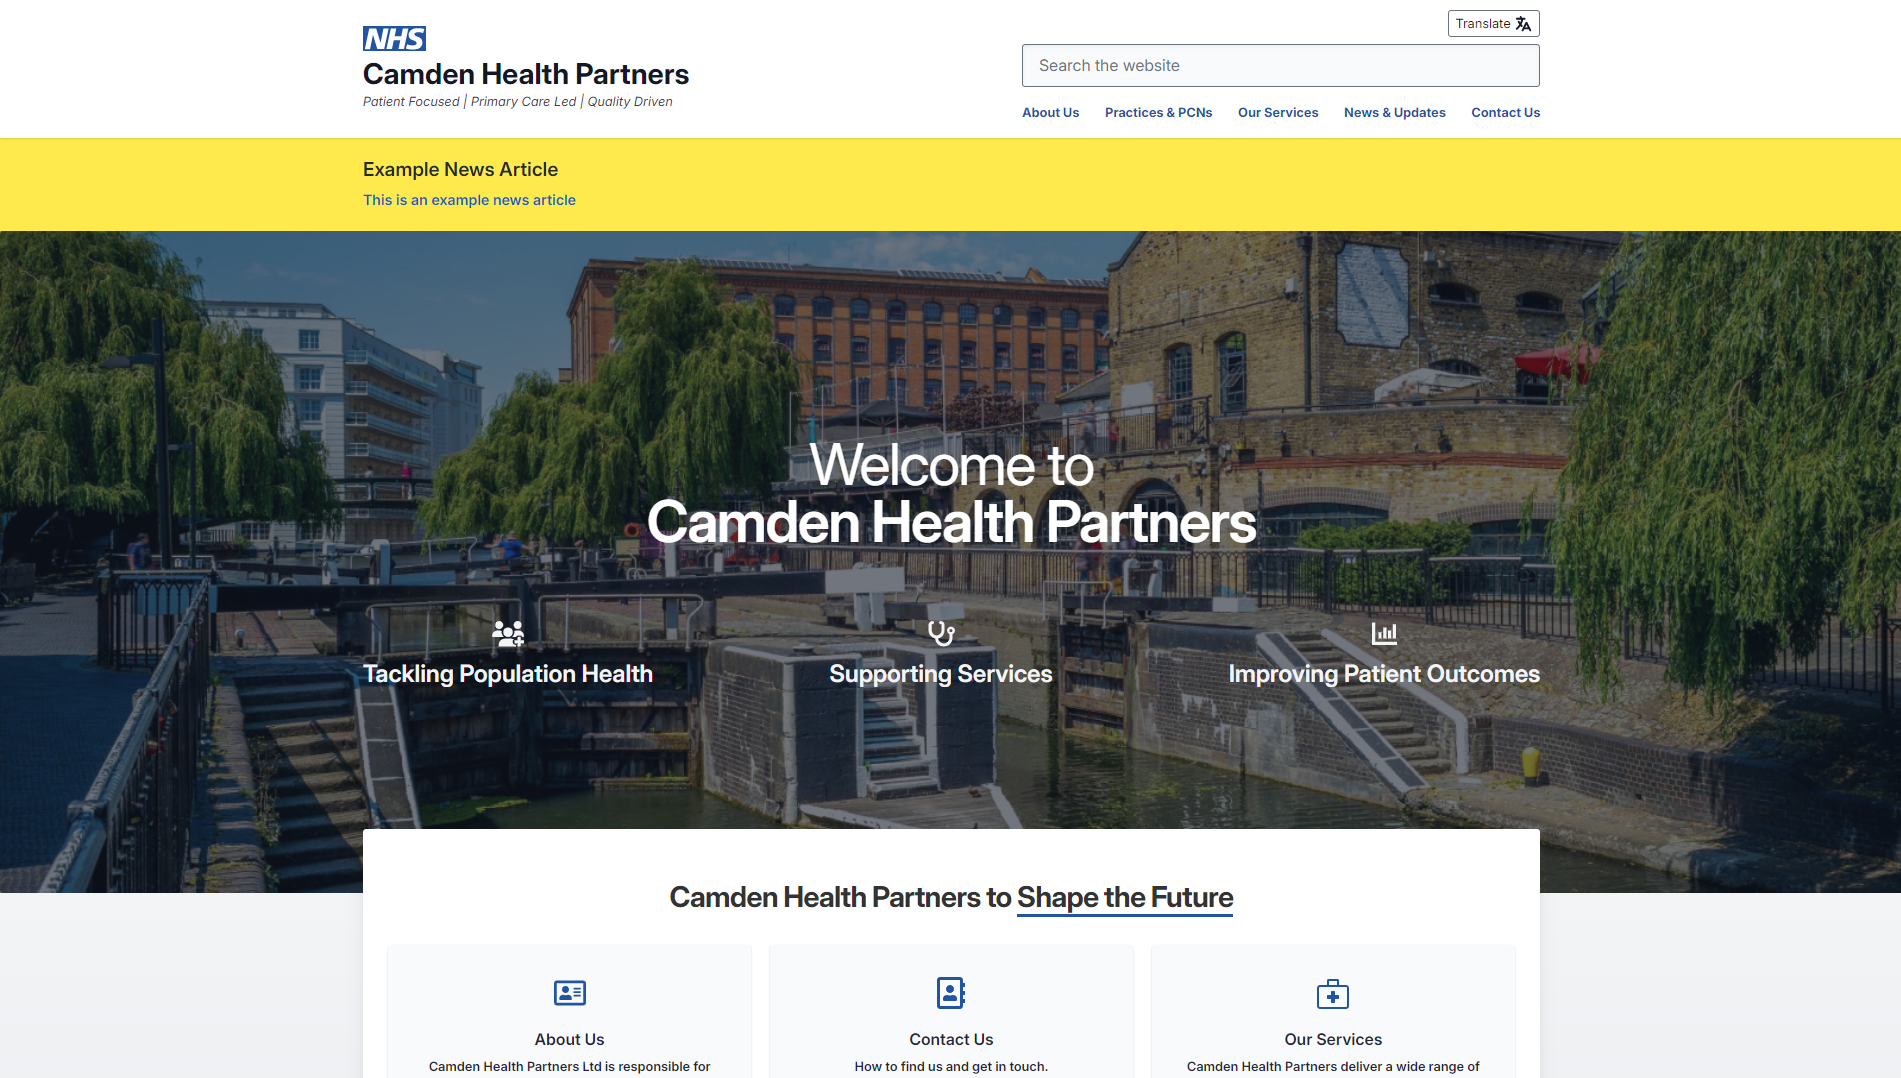 NHS
Camden Health Partners
Patient Focused | Primary Care Led | Quality Driven
Translate
Search the website
About Us
Practices & PCNs
Our Services
News & Updates
Contact Us
Example News Article
This is an example news article
Welcome to
Camden Health Partners
Tackling Population Health
Supporting Services
Improving Patient Outcomes
Camden Health Partners to Shape the Future
About Us
Camden Health Partners Ltd is responsible for
Contact Us
How to find us and get in touch.
Our Services
Camden Health Partners deliver a wide range of